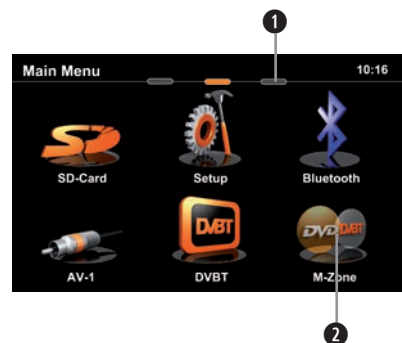 1
Main Menu 10:16
SD
SD-Card Setup Bluetooth
DVBT
DVD DVBT
AV-1 DVBT M-Zone
2